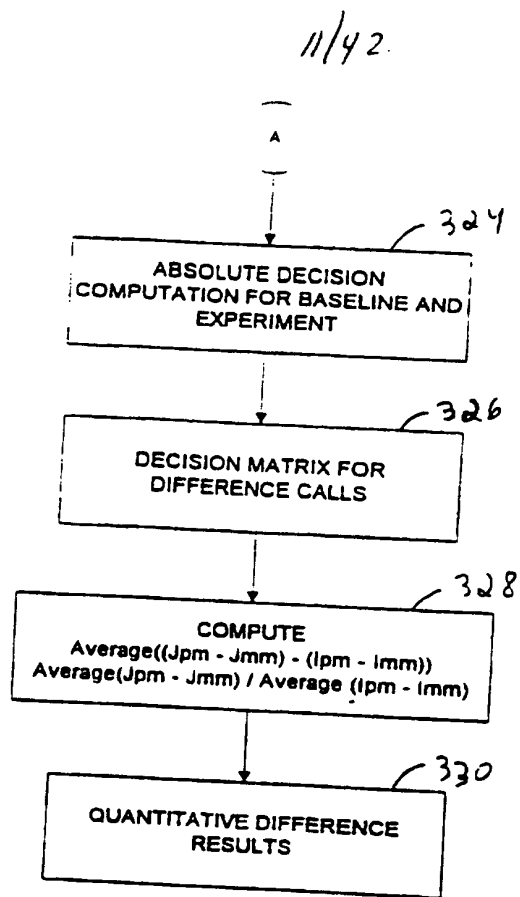 11/42
A
324
ABSOLUTE DECISION
COMPUTATION FOR BASELINE AND
EXPERIMENT
326
DECISION MATRIX FOR
DIFFERENCE CALLS
328
COMPUTE
Average((Jpm - Jmm) - (Ipm - Imm))
Average(Jpm - Jmm) / Average (Ipm - Imm)
330
QUANTITATIVE DIFFERENCE
RESULTS